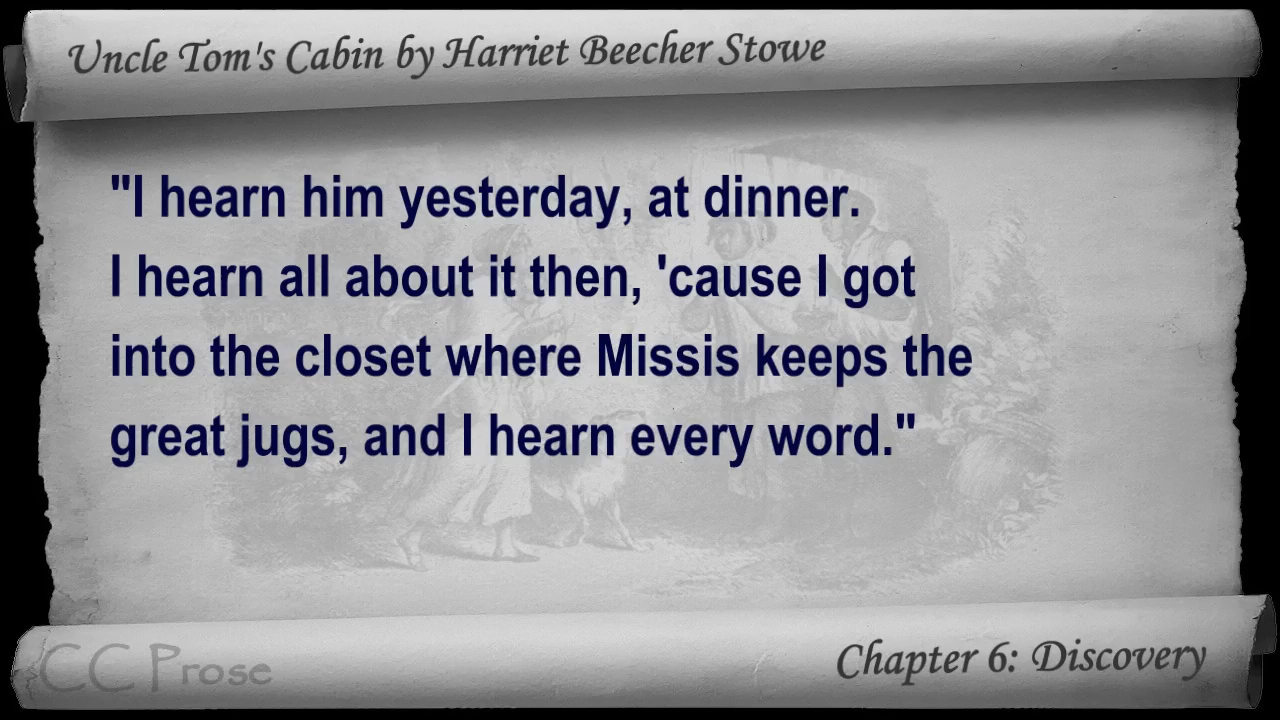 Uncle Tom's Cabin by Harriet Beecher Stowe
"I hearn him yesterday, at dinner.
I hearn all about it then, 'cause I got
into the closet where Missis keeps the
great jugs, and I hearn every word."
CC Prose
Chapter 6: Discovery